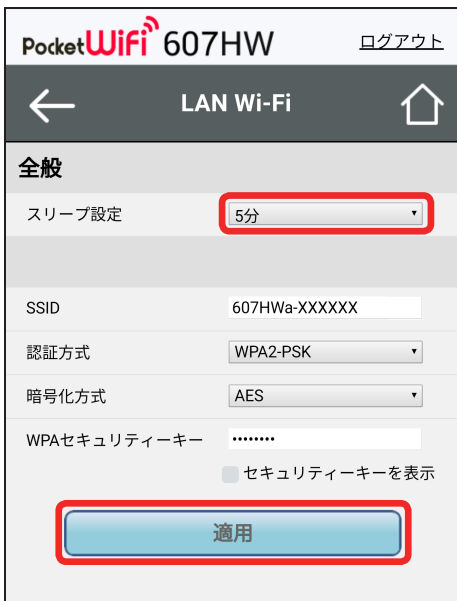 PocketWiFi 607HW ログアウト
LAN Wi-Fi
全般
スリープ設定 5分
SSID 607HWa-XXXXXX
認証方式 WPA2-PSK
暗号化方式 AES
WPAセキュリティーキー ••••••••
セキュリティーキーを表示
適用